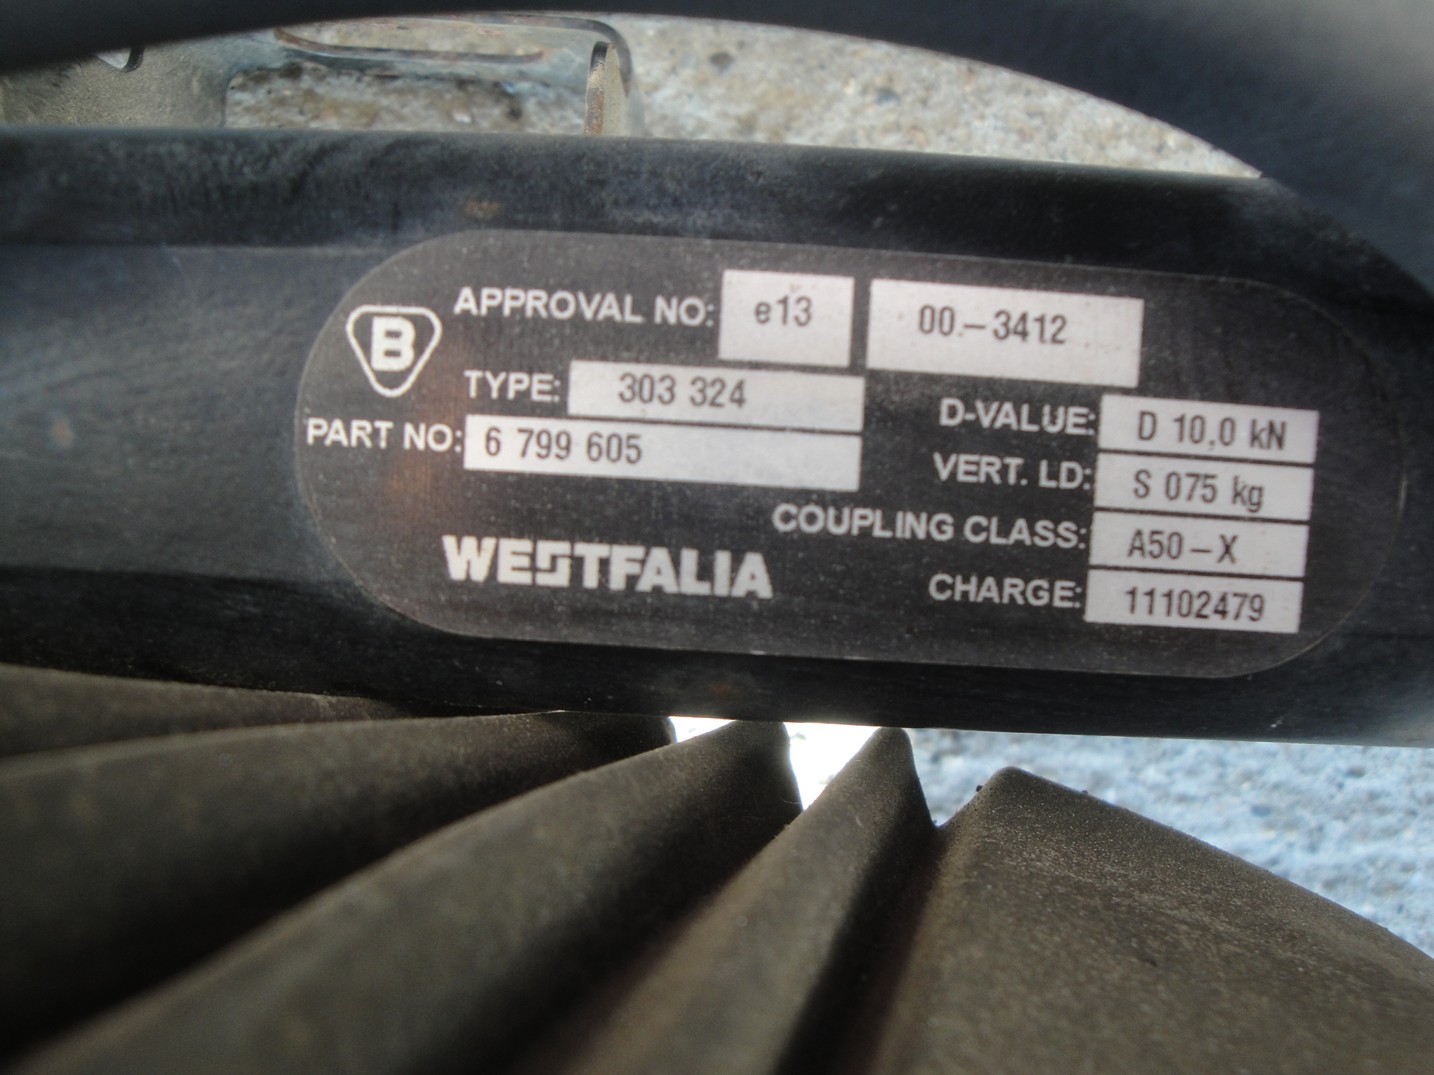 B
APPROVAL NO: e13 00-3412
TYPE: 303 324
PART NO: 6 799 605
D-VALUE: D 10,0 kN
VERT. LD: S 075 kg
COUPLING CLASS: A50-X
CHARGE: 11102479
WESTFALIA